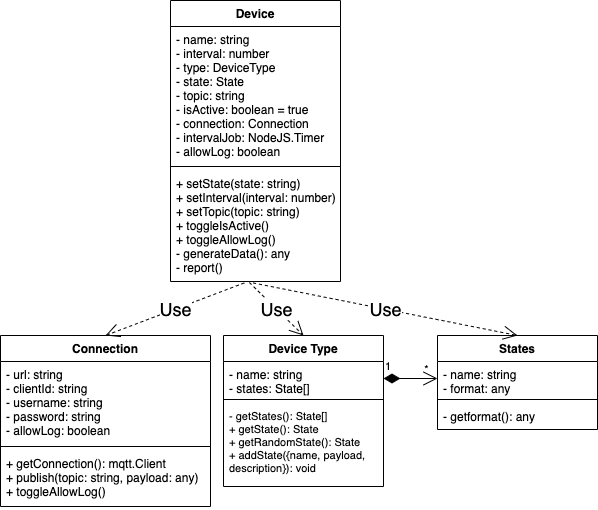 Device
- name: string
- interval: number
- type: DeviceType
- state: State
- topic: string
- isActive: boolean = true
- connection: Connection
- intervalJob: NodeJS.Timer
- allowLog: boolean
+ setState(state: string)
+ setInterval(interval: number)
+ setTopic(topic: string)
+ toggleIsActive()
+ toggleAllowLog()
- generateData(): any
- report()
Use
Use
Use
Connection
- url: string
- clientId: string
- username: string
- password: string
- allowLog: boolean
+ getConnection(): mqtt.Client
+ publish(topic: string, payload: any)
+ toggleAllowLog()
Device Type
- name: string
- states: State[]
- getStates(): State[]
+ getState(): State
+ getRandomState(): State
+ addState({name, payload,
description}): void
1
*
States
- name: string
- format: any
- getformat(): any